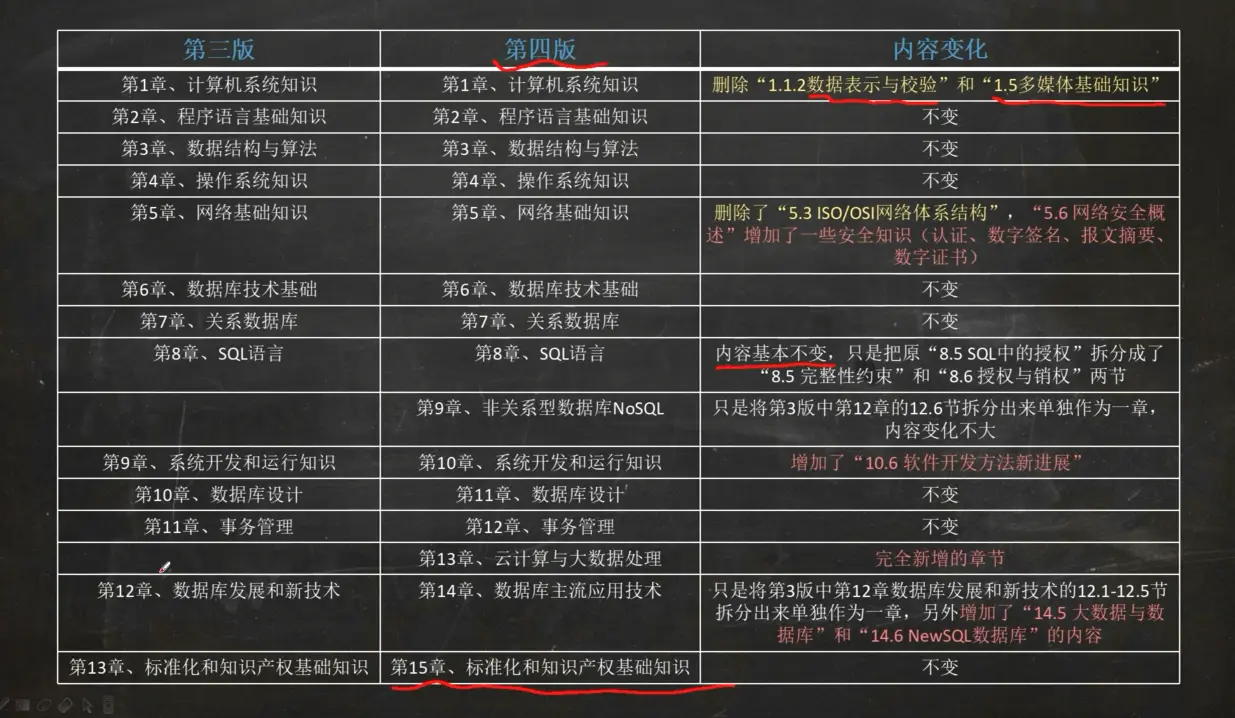 第三版
第四版
内容变化
第1章、计算机系统知识
第1章、计算机系统知识
删除“1.1.2数据表示与校验”和“1.5多媒体基础知识”
第2章、程序语言基础知识
第2章、程序语言基础知识
不变
第3章、数据结构与算法
第3章、数据结构与算法
不变
第4章、操作系统知识
第4章、操作系统知识
不变
第5章、网络基础知识
第5章、网络基础知识
删除了“5.3 ISO/OSI网络体系结构”，“5.6 网络安全概
述”增加了一些安全知识（认证、数字签名、报文摘要、
数字证书）
第6章、数据库技术基础
第6章、数据库技术基础
不变
第7章、关系数据库
第7章、关系数据库
不变
第8章、SQL语言
第8章、SQL语言
内容基本不变，只是把原“8.5 SQL中的授权”拆分成了
“8.5 完整性约束”和“8.6 授权与销权”两节
第9章、非关系型数据库NoSQL
只是将第3版中第12章的12.6节拆分出来单独作为一章，
内容变化不大
第9章、系统开发和运行知识
第10章、系统开发和运行知识
增加了“10.6 软件开发方法新进展”
第10章、数据库设计
第11章、数据库设计
不变
第11章、事务管理
第12章、事务管理
不变
第13章、云计算与大数据处理
完全新增的章节
第12章、数据库发展和新技术
第14章、数据库主流应用技术
只是将第3版中第12章数据库发展和新技术的12.1-12.5节
拆分出来单独作为一章，另外增加了“14.5 大数据与数
据库”和“14.6 NewSQL数据库”的内容
第13章、标准化和知识产权基础知识
第15章、标准化和知识产权基础知识
不变